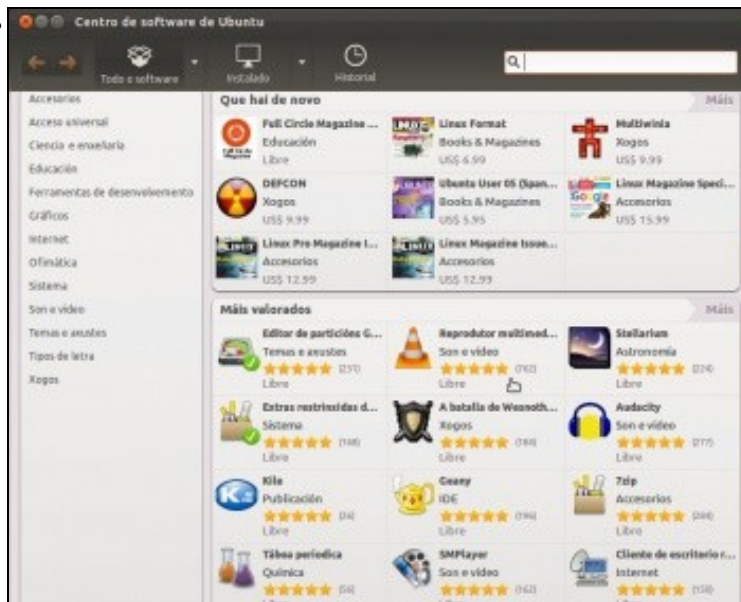 Centro de software de Ubuntu
Todo o software
Instalado
Historial
Accesorios
Acceso universal
Ciencia e enxeñaría
Educación
Ferramentas de desenvolvemento
Gráficos
Internet
Ofimática
Sistema
Son e vídeo
Temas e axustes
Tipos de letra
Xogos
Que hai de novo
Máis
Full Circle Magazine ...
Educación
Libre
Linux Format
Books & Magazines
US$ 6.99
Multiwinia
Xogos
US$ 9.99
DEFCON
Xogos
US$ 9.99
Ubuntu User 05 (Span...
Books & Magazines
US$ 5.95
Linux Magazine Speci...
Accesorios
US$ 15.99
Linux Pro Magazine I...
Accesorios
US$ 12.99
Linux Magazine Issue...
Accesorios
US$ 12.99
Máis valorados
Máis
Editor de particións G...
Temas e axustes
Libre
Reprodutor multimed...
Son e vídeo
(762)
Libre
Stellarium
Astronomía
Libre
Extras restrinxidas d...
Sistema
Libre
A batalla de Wesnoth...
Xogos
Libre
Audacity
Son e vídeo
(277)
Libre
Kile
Publicación
Libre
Geany
IDE
Libre
7zip
Accesorios
Libre
Táboa periodica
Química
SMPlayer
Son e vídeo
(162)
Cliente de escritorio r...
Internet